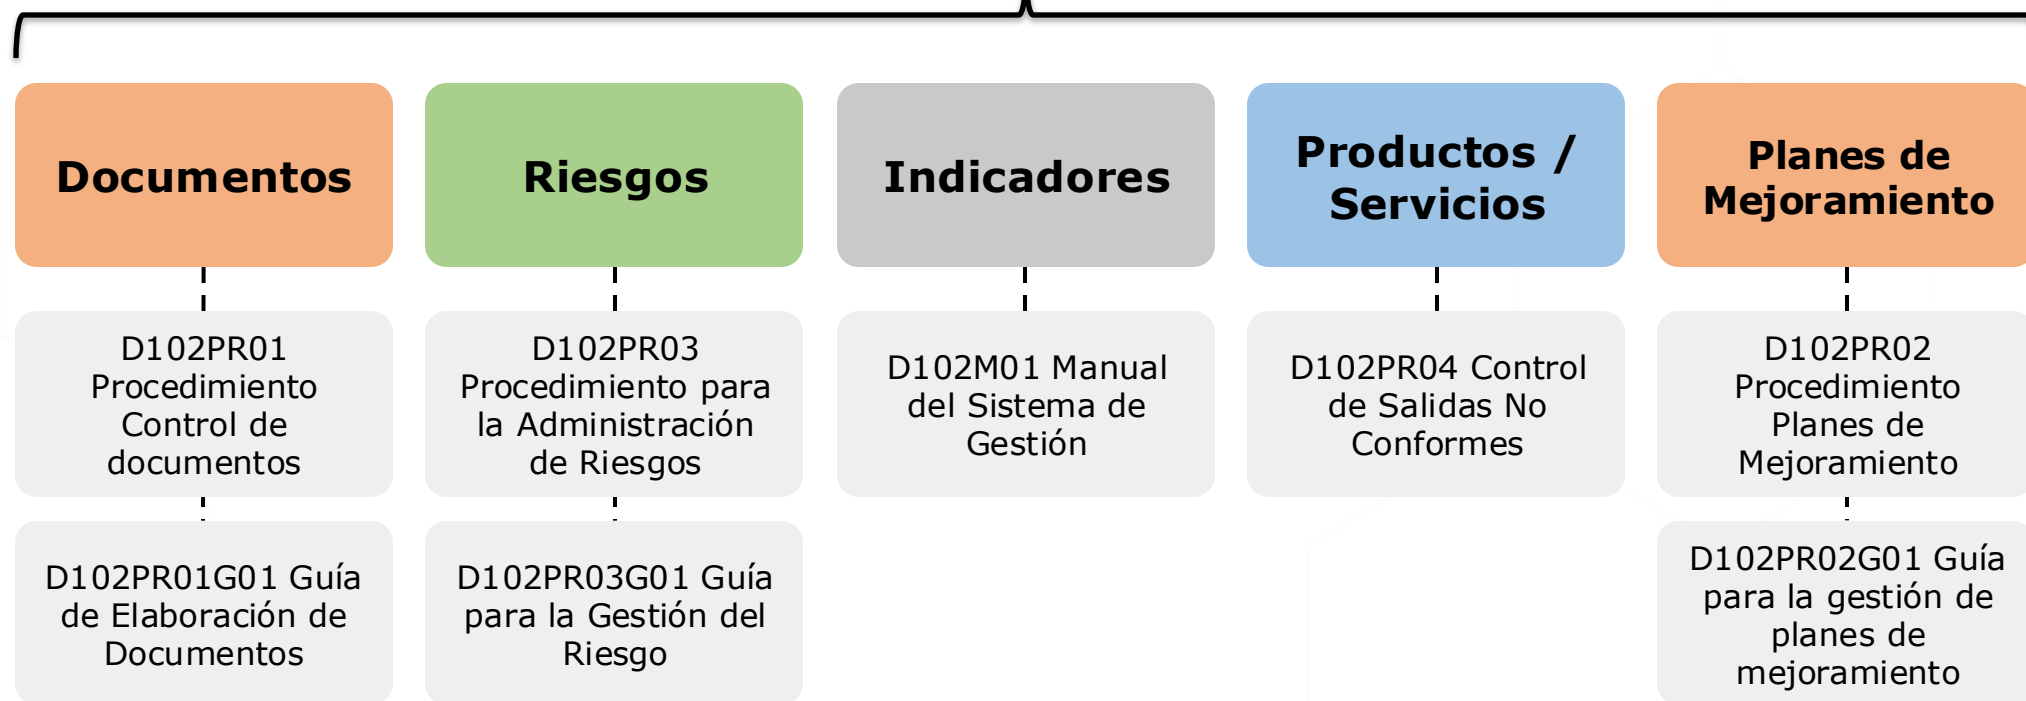 Documentos
Riesgos
Indicadores
Productos /
Servicios
Planes de
Mejoramiento
D102PR01
Procedimiento
Control de
documentos
D102PR03
Procedimiento para
la Administración
de Riesgos
D102M01 Manual
del Sistema de
Gestión
D102PR04 Control
de Salidas No
Conformes
D102PR02
Procedimiento
Planes de
Mejoramiento
D102PR01G01 Guía
de Elaboración de
Documentos
D102PR03G01 Guía
para la Gestión del
Riesgo
D102PR02G01 Guía
para la gestión de
planes de
mejoramiento